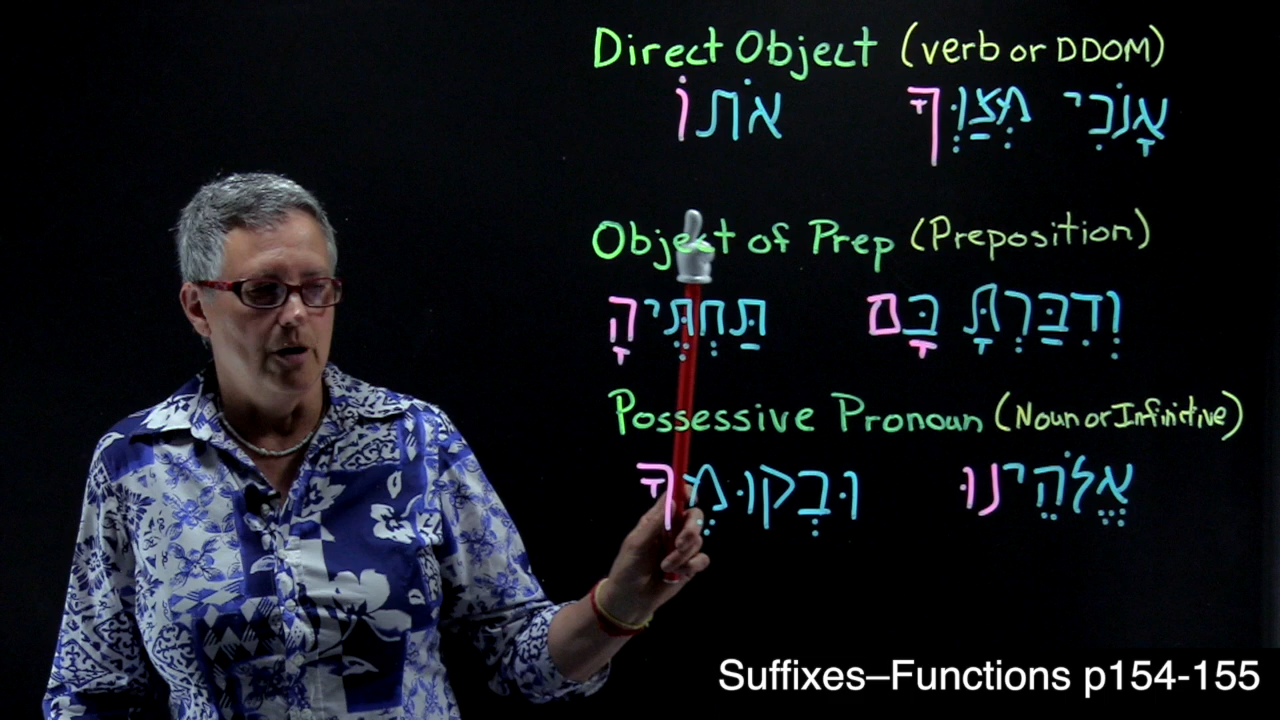 Direct Object (verb or DDOM)
אָנֹכִי מְצַוְּךָ אֹתוֹ
Object of Prep (Preposition)
וְדִבַּרְתָּ בָּם תַּחְתֶּיהָ
Possessive Pronoun (Noun or Infinitive)
אֱלֹהֵינוּ וּבְקוּמֶךָ
Suffixes–Functions p154-155